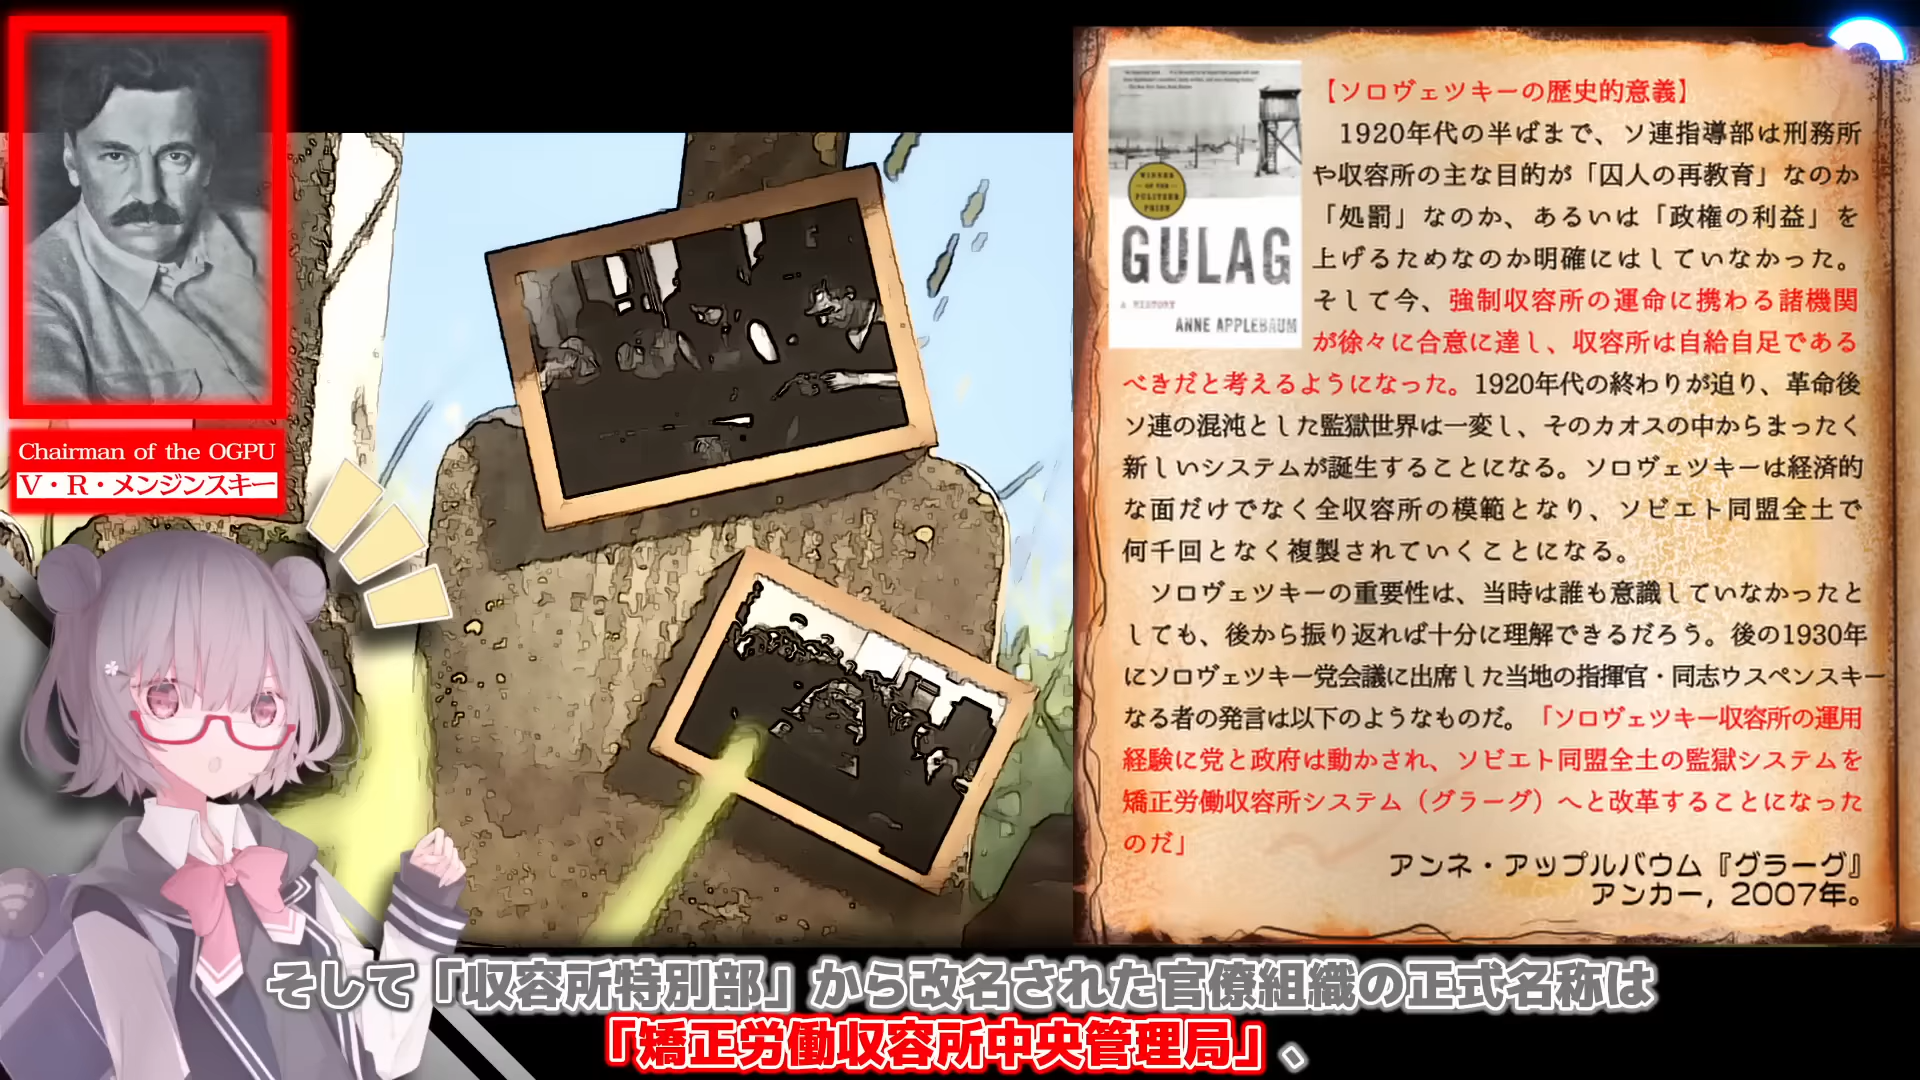 Chairman of the OGPU
V・R・メンジンスキー
WINNER
OF THE
PULITZER
PRIZE
GULAG
A HISTORY
ANNE APPLEBAUM
【ソロヴェツキーの歴史的意義】
1920年代の半ばまで、ソ連指導部は刑務所
や収容所の主な目的が「囚人の再教育」なのか
「処罰」なのか、あるいは「政権の利益」を
上げるためなのか明確にはしていなかった。
そして今、強制収容所の運命に携わる諸機関
が徐々に合意に達し、収容所は自給自足である
べきだと考えるようになった。1920年代の終わりが迫り、革命後
ソ連の混沌とした監獄世界は一変し、そのカオスの中からまったく
新しいシステムが誕生することになる。ソロヴェツキーは経済的
な面だけでなく全収容所の模範となり、ソビエト同盟全土で
何千回となく複製されていくことになる。
ソロヴェツキーの重要性は、当時は誰も意識していなかったと
しても、後から振り返れば十分に理解できるだろう。後の1930年
にソロヴェツキー党会議に出席した当地の指揮官・同志ウスペンスキー
なる者の発言は以下のようなものだ。「ソロヴェツキー収容所の運用
経験に党と政府は動かされ、ソビエト同盟全土の監獄システムを
矯正労働収容所システム（グラーグ）へと改革することになった
のだ」
アンネ・アップルバウム『グラーグ』
アンカー, 2007年。
そして「収容所特別部」から改名された官僚組織の正式名称は
「矯正労働収容所中央管理局」、